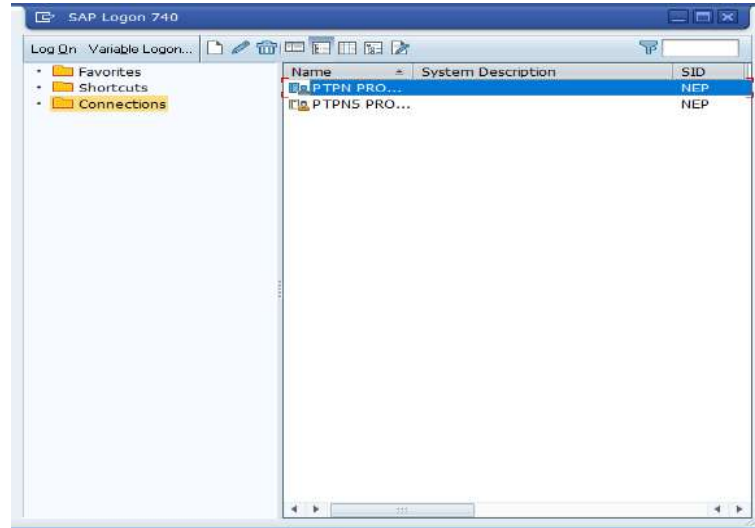 SAP Logon 740
Log On Variable Logon...
Favorites
Shortcuts
Connections
Name System Description SID
PTPN PRO... NEP
PTPN5 PRO... NEP